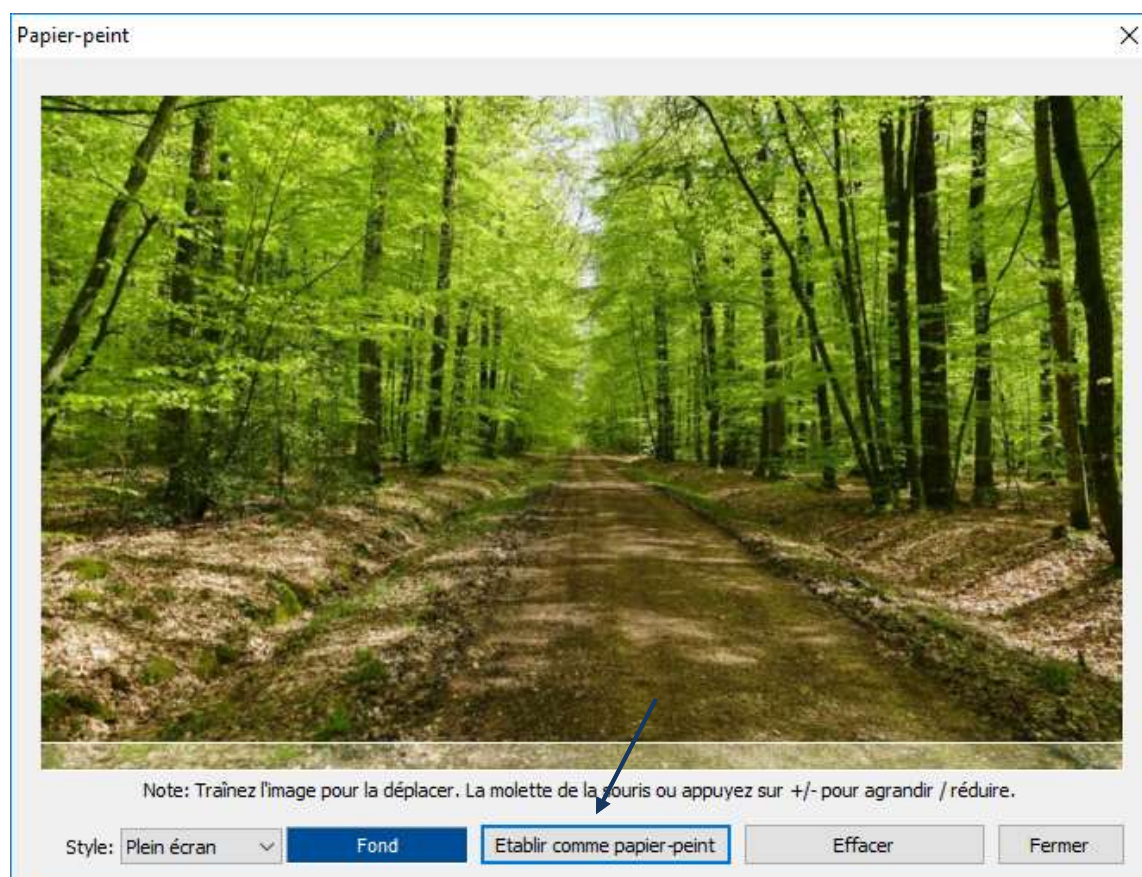 Papier-peint
Note: Traînez l'image pour la déplacer. La molette de la souris ou appuyez sur +/- pour agrandir / réduire.
Style: Plein écran Fond Etablir comme papier-peint Effacer Fermer